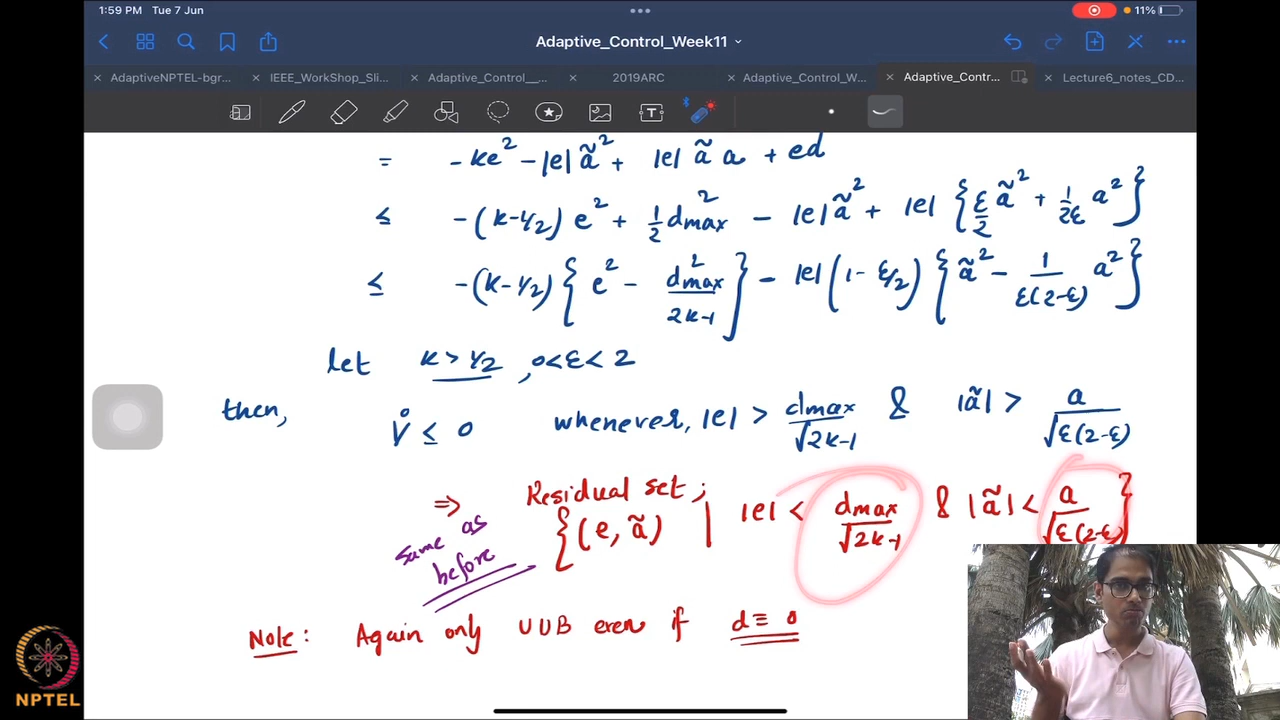 1:59 PM Tue 7 Jun
11%
Adaptive_Control_Week11
AdaptiveNPTEL-bgr...
IEEE_WorkShop_Sli...
Adaptive_Control__...
2019ARC
Adaptive_Control_W...
Adaptive_Contr...
Lecture6_notes_CD...
= -ke² - |e| ã² + |e| ã a + ed
≤ -(k-1/2) e² + 1/2 dmax² - |e| ã² + |e| { ε/2 ã² + 1/2ε a² }
≤ -(k-1/2) { e² - dmax²/2k-1 } - |e| (1-ε/2) { ã² - 1/ε(2-ε) a² }
let k > 1/2 , 0<ε<2
then, V̇ ≤ 0 whenever, |e| > dmax/√2k-1 & |ã| > a/√ε(2-ε)
⇒ Residual set ;
{(e, ã) | |e| < dmax/√2k-1 & |ã| < a/√ε(2-ε) }
same as
before
Note: Again only UUB even if d ≡ 0
NPTEL